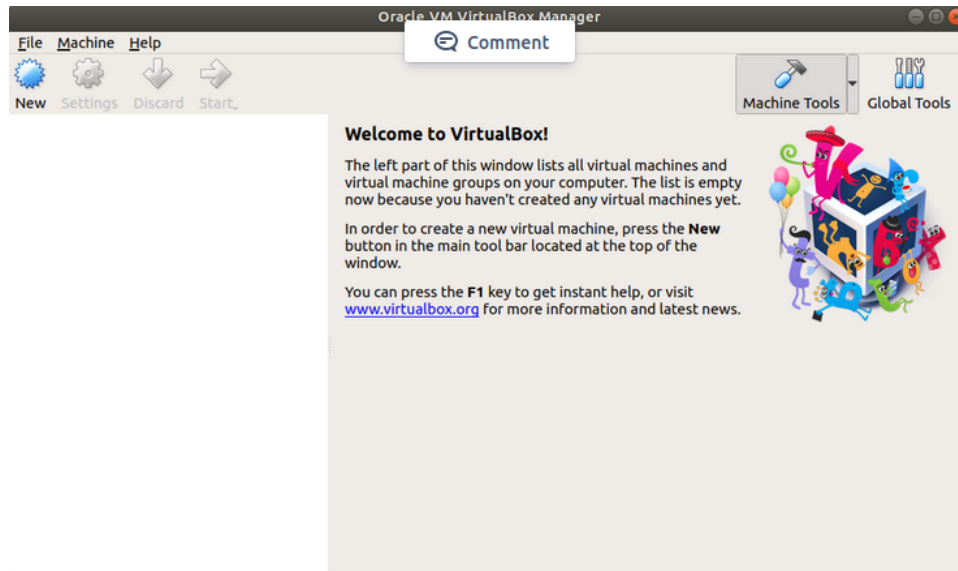 Oracle VM VirtualBox Manager
Comment
File Machine Help
New Settings Discard Start
Machine Tools Global Tools
Welcome to VirtualBox!
The left part of this window lists all virtual machines and
virtual machine groups on your computer. The list is empty
now because you haven't created any virtual machines yet.
In order to create a new virtual machine, press the New
button in the main tool bar located at the top of the
window.
You can press the F1 key to get instant help, or visit
www.virtualbox.org for more information and latest news.